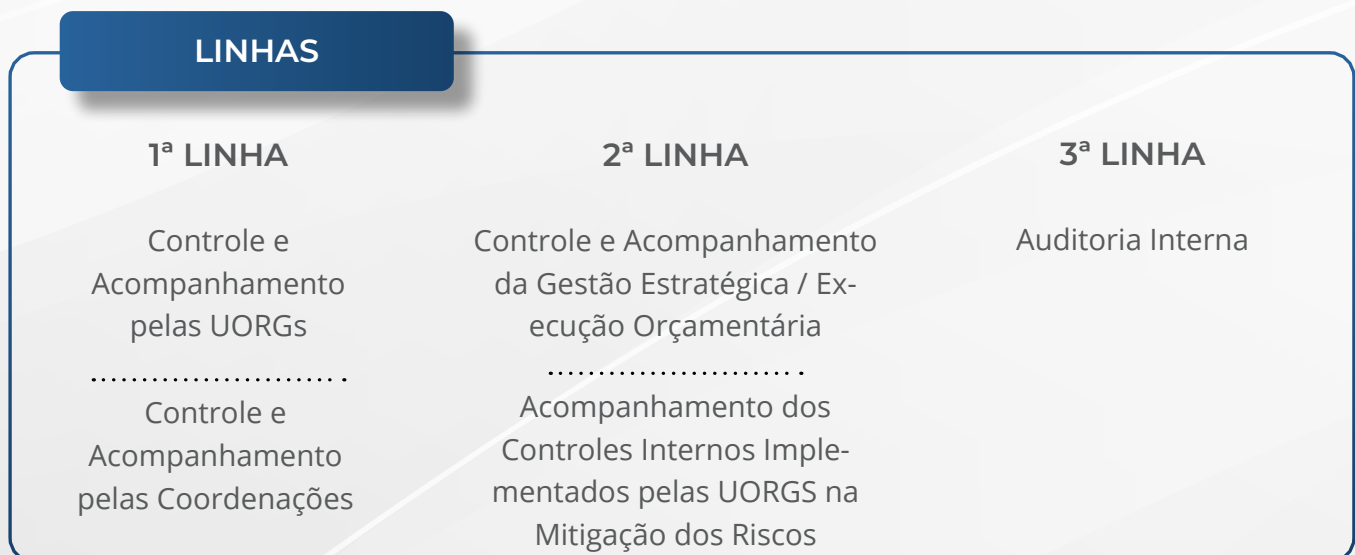 LINHAS
1ª LINHA
Controle e
Acompanhamento
pelas UORGs
Controle e
Acompanhamento
pelas Coordenações
2ª LINHA
Controle e Acompanhamento
da Gestão Estratégica / Ex-
ecução Orçamentária
Acompanhamento dos
Controles Internos Imple-
mentados pelas UORGS na
Mitigação dos Riscos
3ª LINHA
Auditoria Interna